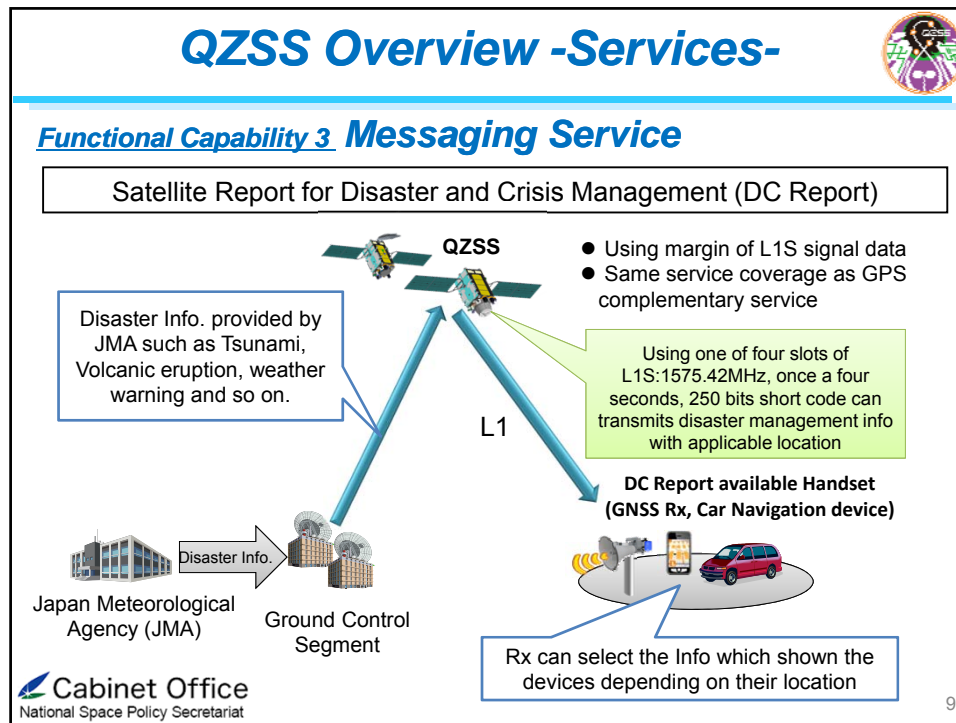 QZSS Overview -Services-
QZSS
Functional Capability 3 Messaging Service
Satellite Report for Disaster and Crisis Management (DC Report)
QZSS
● Using margin of L1S signal data
● Same service coverage as GPS
complementary service
Disaster Info. provided by
JMA such as Tsunami,
Volcanic eruption, weather
warning and so on.
Using one of four slots of
L1S:1575.42MHz, once a four
seconds, 250 bits short code can
transmits disaster management info
with applicable location
L1
DC Report available Handset
(GNSS Rx, Car Navigation device)
Disaster Info.
Japan Meteorological
Agency (JMA)
Ground Control
Segment
Rx can select the Info which shown the
devices depending on their location
Cabinet Office
National Space Policy Secretariat
9